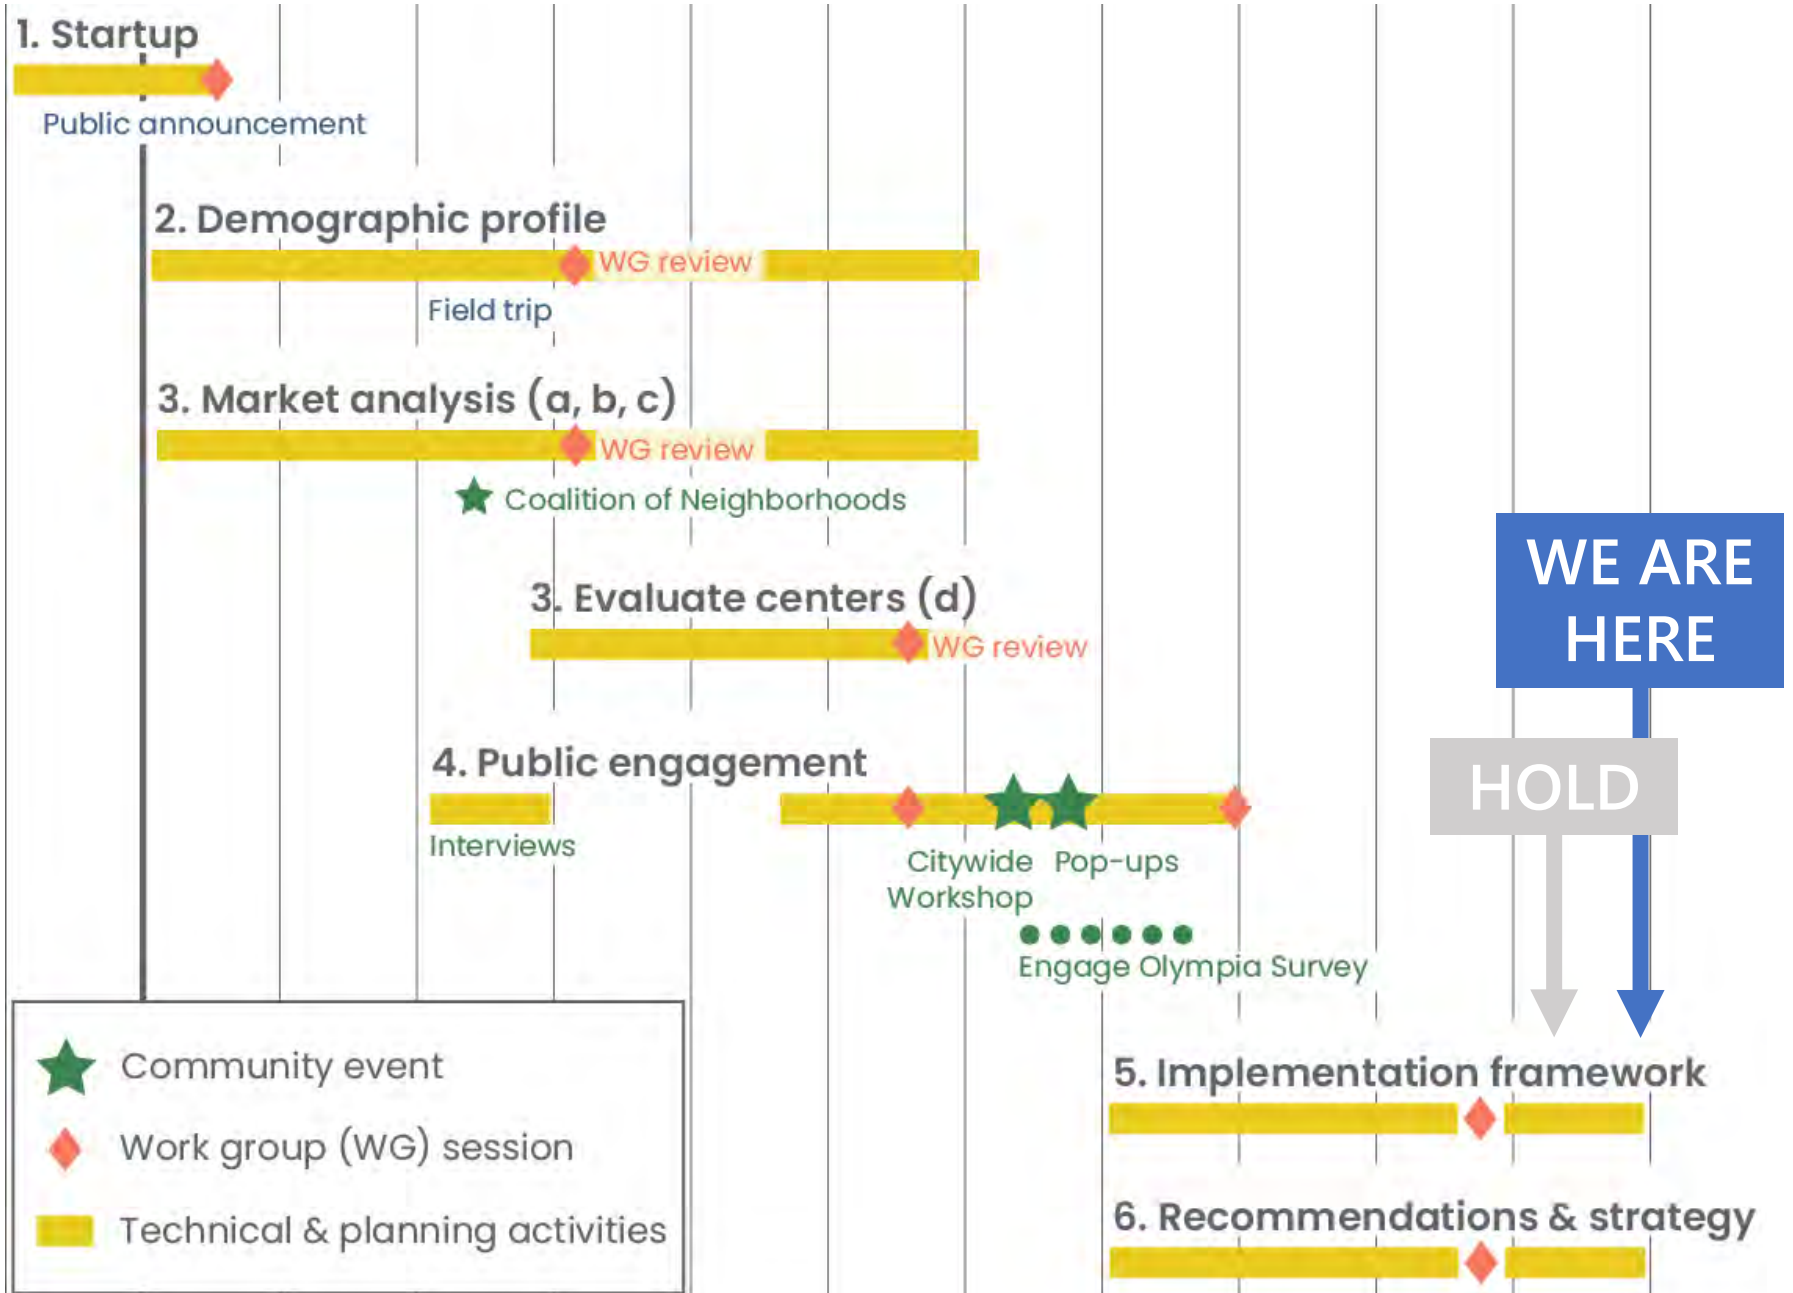 1. Startup
Public announcement
2. Demographic profile
WG review
Field trip
3. Market analysis (a, b, c)
WG review
Coalition of Neighborhoods
3. Evaluate centers (d)
WG review
WE ARE
HERE
HOLD
4. Public engagement
Interviews
Citywide
Workshop
Pop-ups
Engage Olympia Survey
5. Implementation framework
6. Recommendations & strategy
Community event
Work group (WG) session
Technical & planning activities